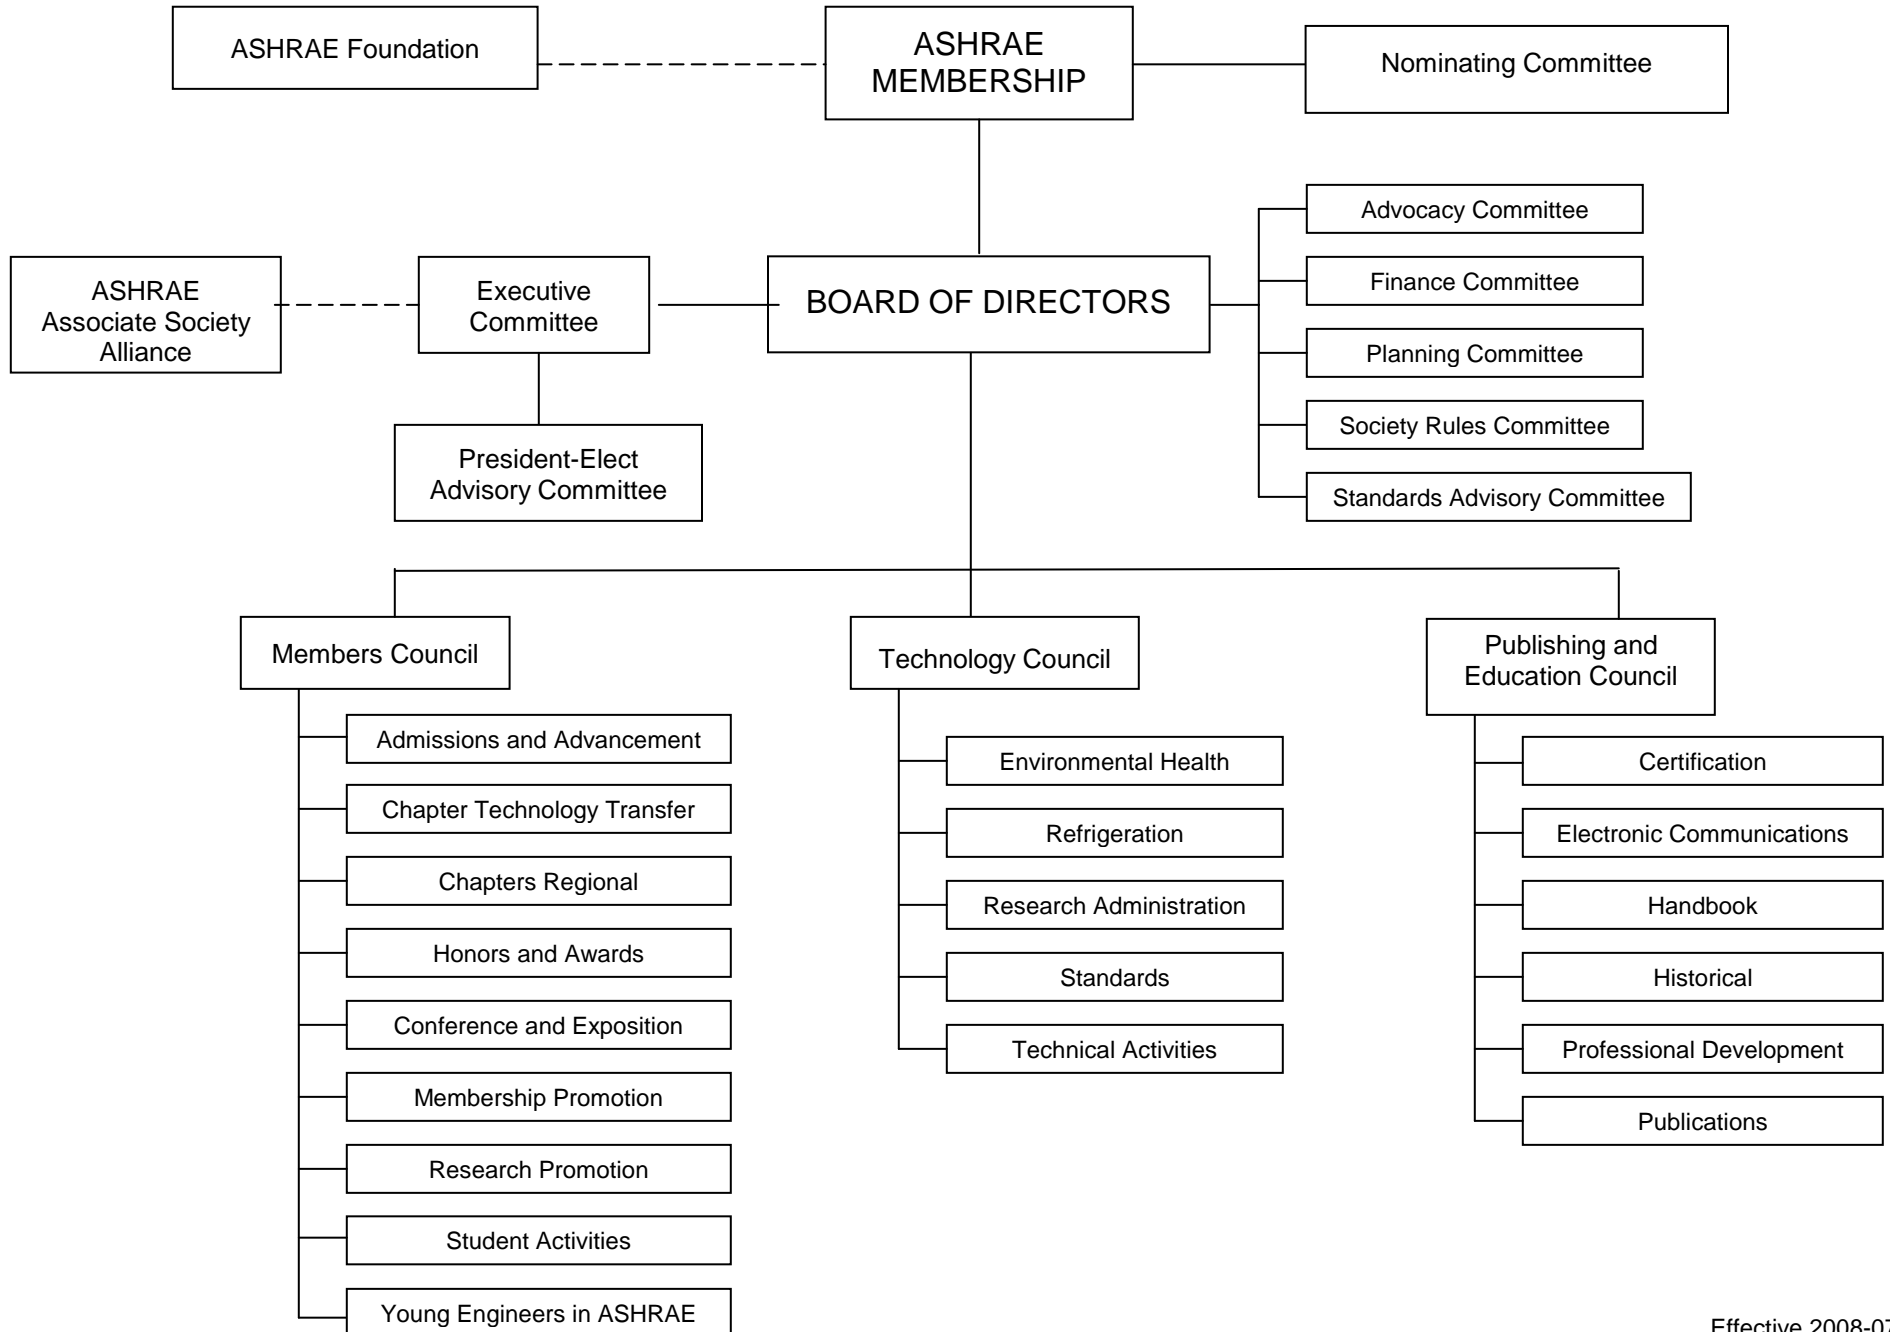 ASHRAE Foundation
ASHRAE
MEMBERSHIP
Nominating Committee
Advocacy Committee
Finance Committee
Planning Committee
Society Rules Committee
Standards Advisory Committee
ASHRAE
Associate Society
Alliance
Executive
Committee
BOARD OF DIRECTORS
President-Elect
Advisory Committee
Members Council
Admissions and Advancement
Chapter Technology Transfer
Chapters Regional
Honors and Awards
Conference and Exposition
Membership Promotion
Research Promotion
Student Activities
Young Engineers in ASHRAE
Technology Council
Environmental Health
Refrigeration
Research Administration
Standards
Technical Activities
Publishing and
Education Council
Certification
Electronic Communications
Handbook
Historical
Professional Development
Publications
Effective 2008-07